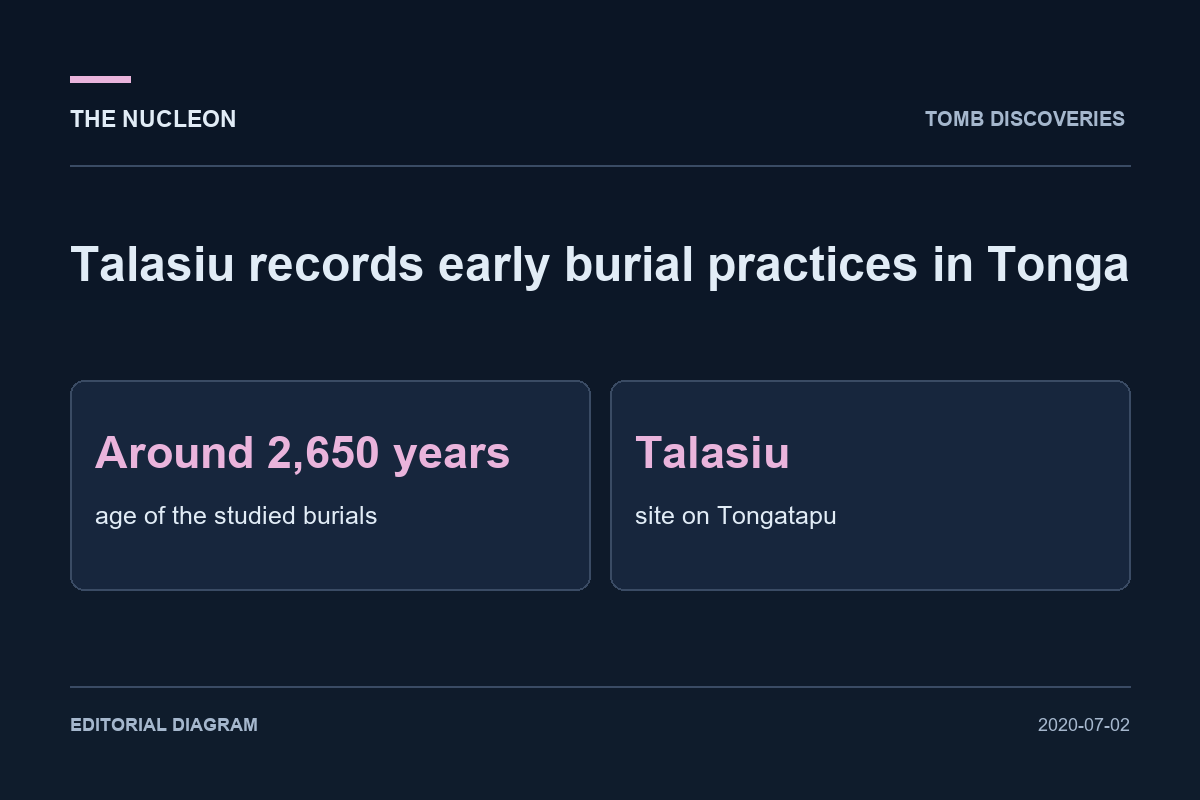 THE NUCLEON
TOMB DISCOVERIES
Talasiu records early burial practices in Tonga
Around 2,650 years
age of the studied burials
Talasiu
site on Tongatapu
EDITORIAL DIAGRAM
2020-07-02